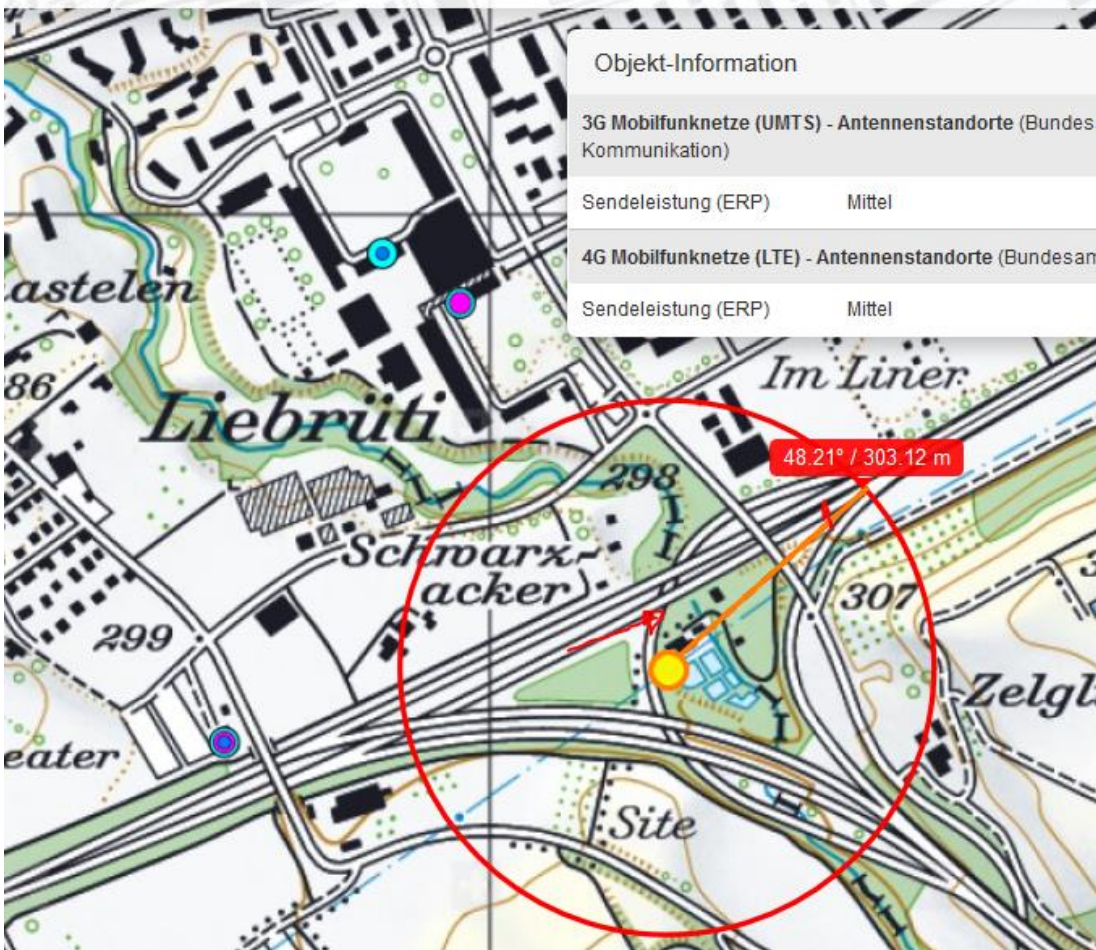 Objekt-Information
3G Mobilfunknetze (UMTS) - Antennenstandorte (Bundes
Kommunikation)
Sendeleistung (ERP) Mittel
4G Mobilfunknetze (LTE) - Antennenstandorte (Bundesam
Sendeleistung (ERP) Mittel
astelen
86
Im Liner
Liebrüti
48.21° / 303.12 m
298
Schwarz-
acker
307
299
Zelgli
eater
Site